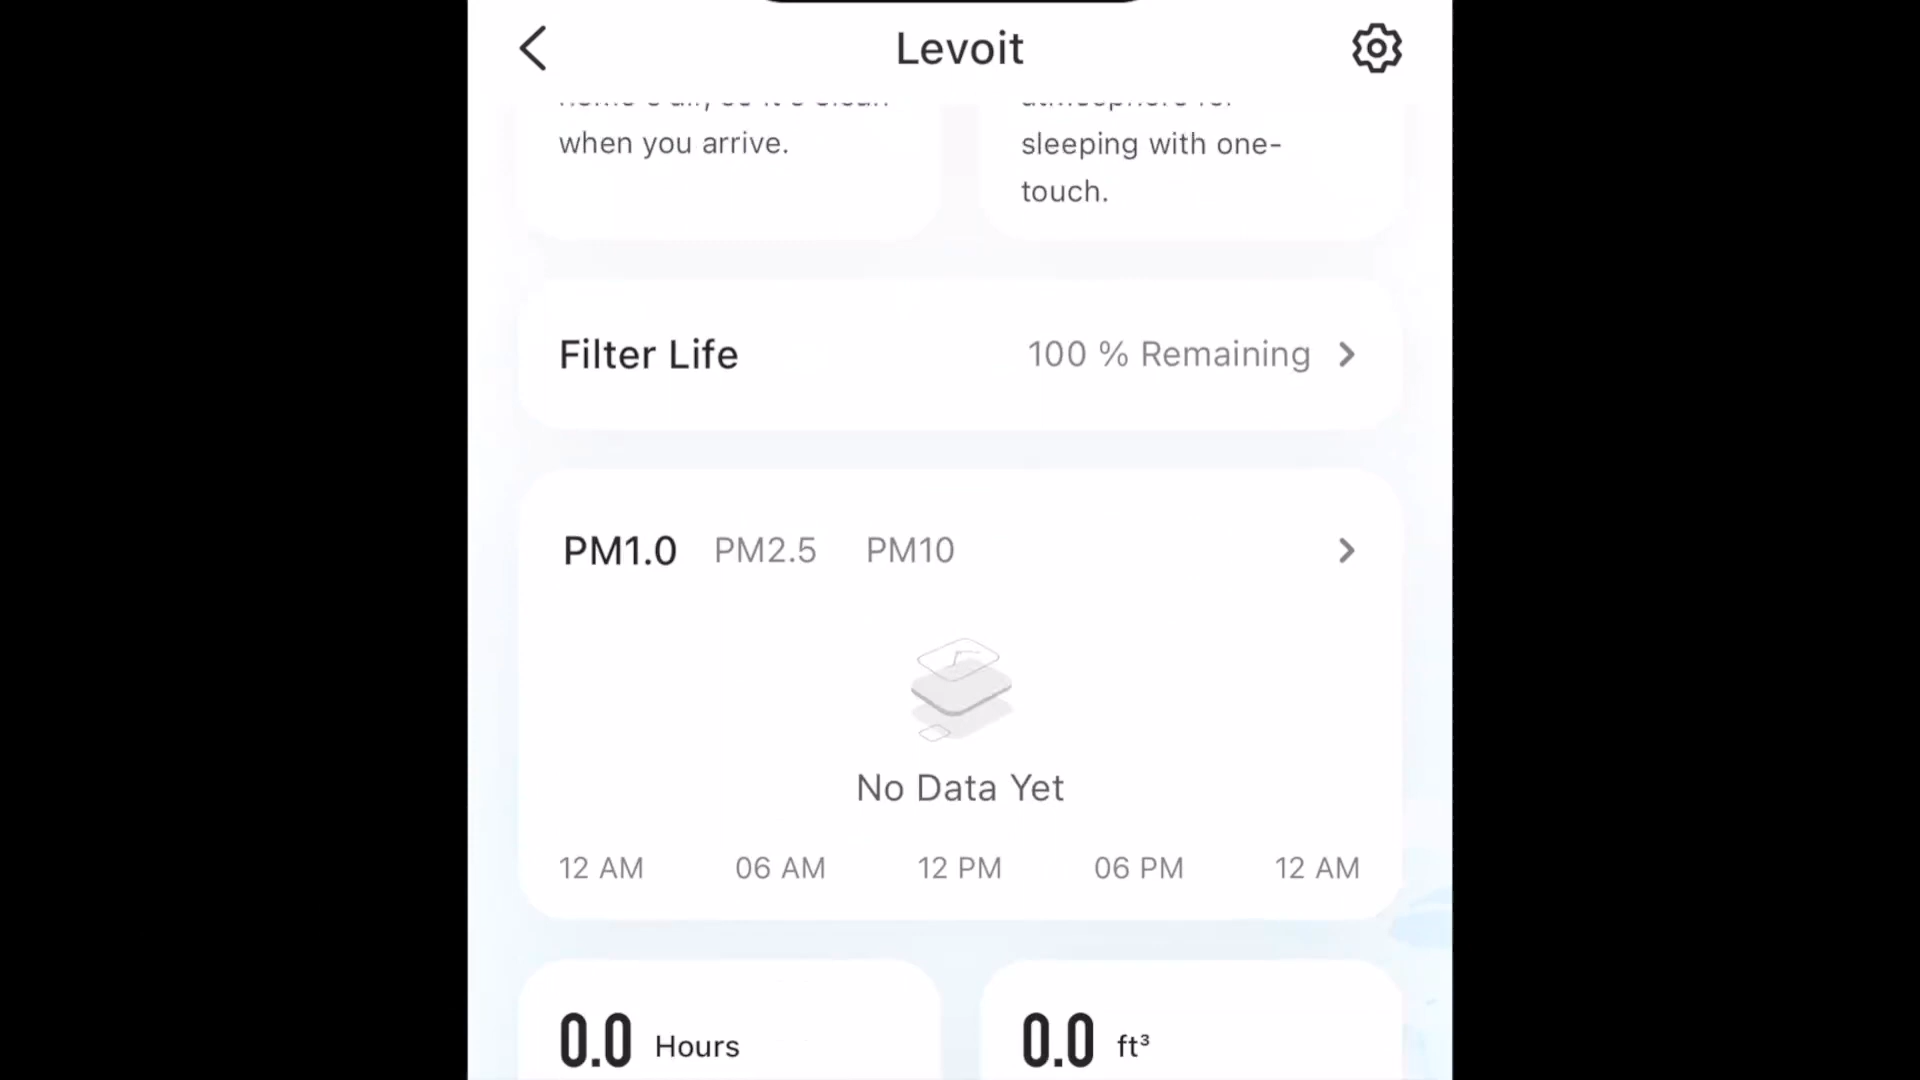 Levoit
when you arrive.
sleeping with one-
touch.
Filter Life
100 % Remaining
PM1.0 PM2.5 PM10
No Data Yet
12 AM 06 AM 12 PM 06 PM 12 AM
0.0 Hours
0.0 ft³